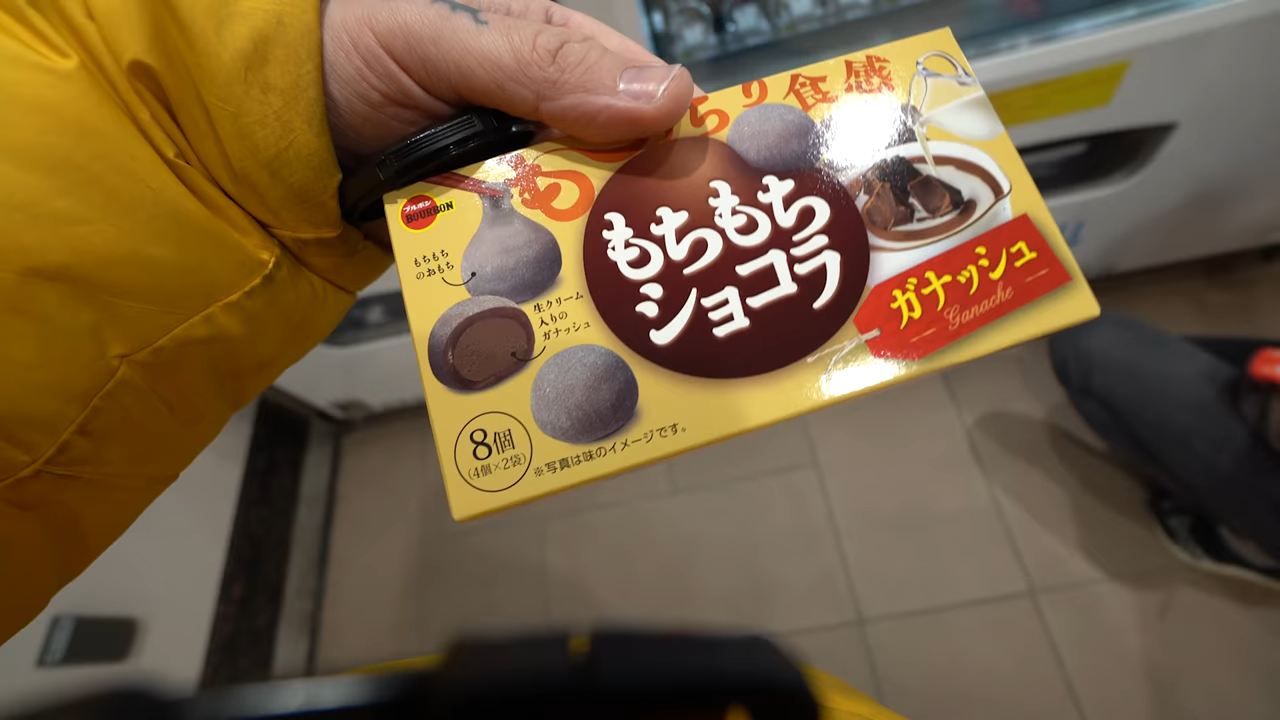 もっちり食感
ブルボン
BOURBON
もちもち
ショコラ
もちもち
のおもち
生クリーム
入りの
ガナッシュ
ガナッシュ
Ganache
8個
(4個×2袋)
※写真は味のイメージです。